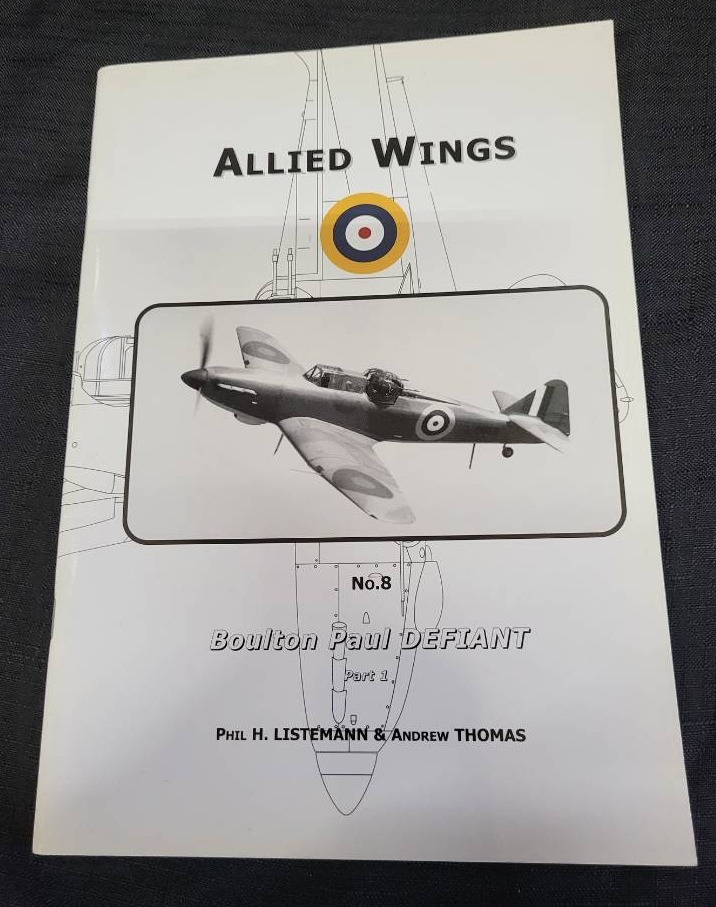 ALLIED WINGS
No.8
Boulton Paul DEFIANT
Part 1
PHIL H. LISTEMANN & ANDREW THOMAS